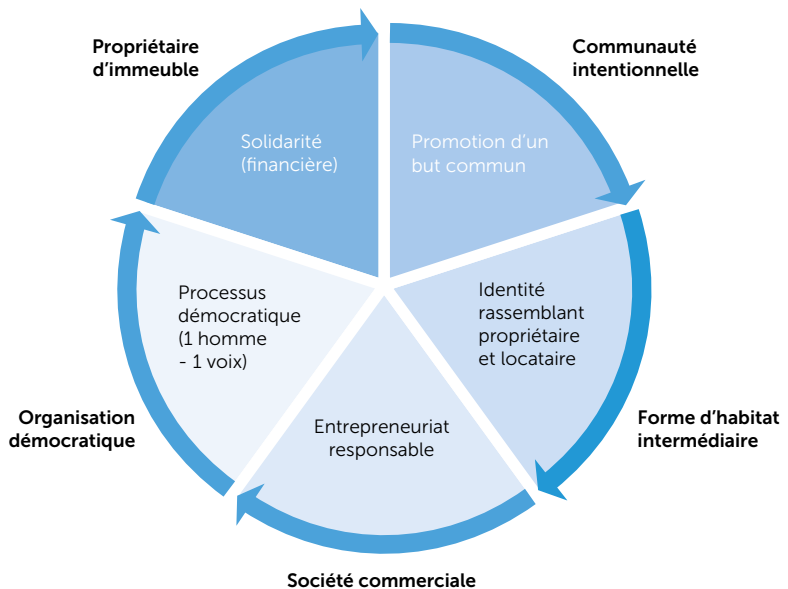 Propriétaire
d’immeuble
Communauté
intentionnelle
Solidarité
(financière)
Promotion d’un
but commun
Processus
démocratique
(1 homme
- 1 voix)
Identité
rassemblant
propriétaire
et locataire
Entrepreneuriat
responsable
Organisation
démocratique
Forme d’habitat
intermédiaire
Société commerciale